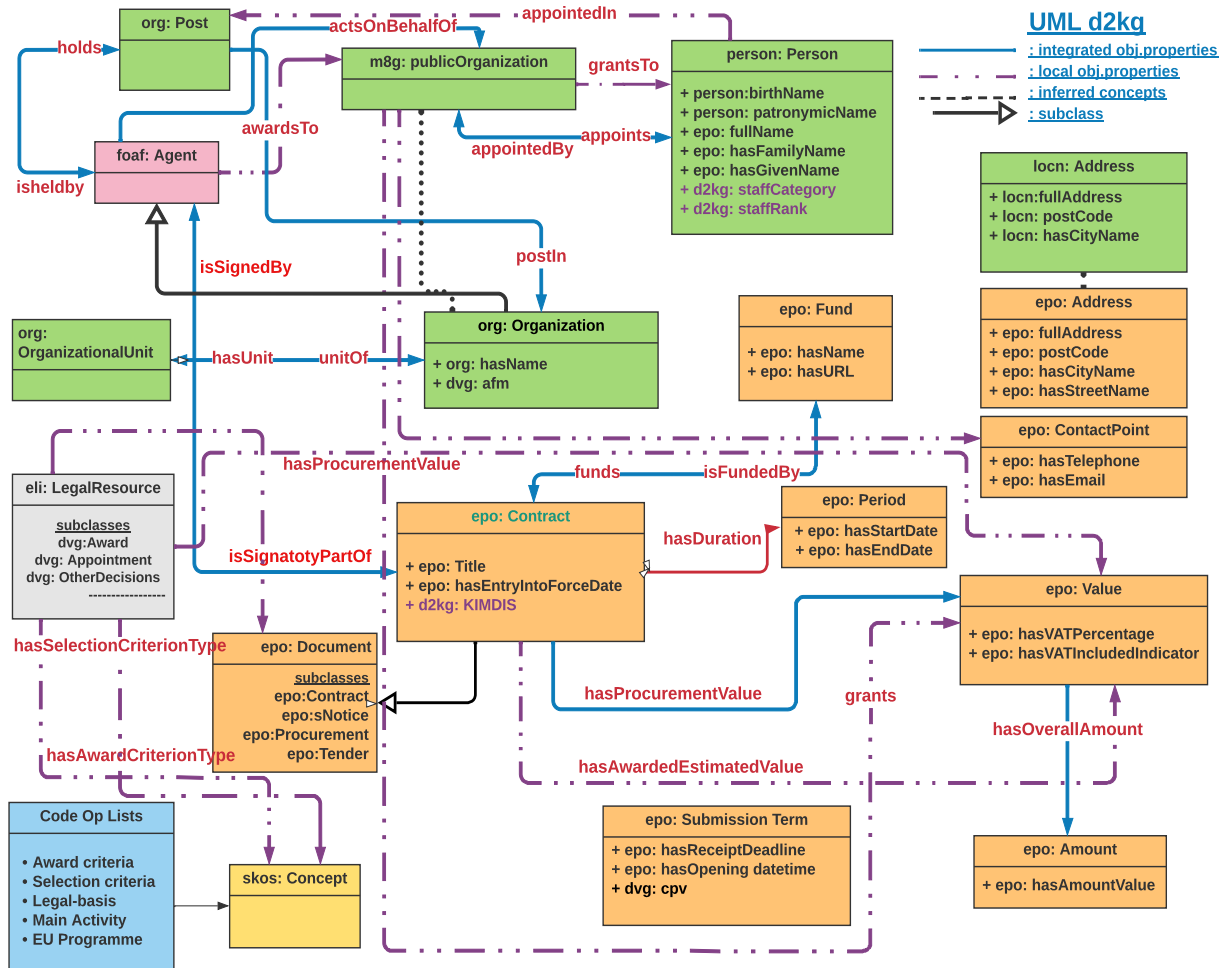 org: Post
appointedIn
actsOnBehalfOf
UML d2kq
holds
m8g: publicOrganization
person: Person
: integrated obj.properties
: local obj.properties
: inferred concepts
: subclass
grantsTo
+ person:birthName
+ person: patronymicName
+ epo: fullName
+ epo: hasFamilyName
+ epo: hasGivenName
+ d2kg: staffCategory
+ d2kg: staffRank
awardsTo
appoints
appointedBy
foaf: Agent
isheldby
locn: Address
+ locn:fullAddress
+ locn: postCode
+ locn: hasCityName
postIn
isSignedBy
epo: Address
+ epo: fullAddress
+ epo: postCode
+ epo: hasCityName
+ epo: hasStreetName
epo: Fund
+ epo: hasName
+ epo: hasURL
org: Organization
+ org: hasName
+ dvg: afm
org:
OrganizationalUnit
hasUnit
unitOf
epo: ContactPoint
+ epo: hasTelephone
+ epo: hasEmail
hasProcurementValue
funds
isFundedBy
eli: LegalResource
subclasses
dvg:Award
dvg: Appointment
dvg: OtherDecisions
-----------------
epo: Contract
+ epo: Title
+ epo: hasEntryIntoForceDate
+ d2kg: KIMDIS
epo: Period
+ epo: hasStartDate
+ epo: hasEndDate
hasDuration
isSignatotyPartOf
epo: Value
+ epo: hasVATPercentage
+ epo: hasVATIncludedIndicator
hasSelectionCriterionType
epo: Document
subclasses
epo:Contract
epo:sNotice
epo:Procurement
epo:Tender
hasProcurementValue
grants
hasOverallAmount
hasAwardCriterionType
hasAwardedEstimatedValue
Code Op Lists
• Award criteria
• Selection criteria
• Legal-basis
• Main Activity
• EU Programme
skos: Concept
epo: Submission Term
+ epo: hasReceiptDeadline
+ epo: hasOpening datetime
+ dvg: cpv
epo: Amount
+ epo: hasAmountValue